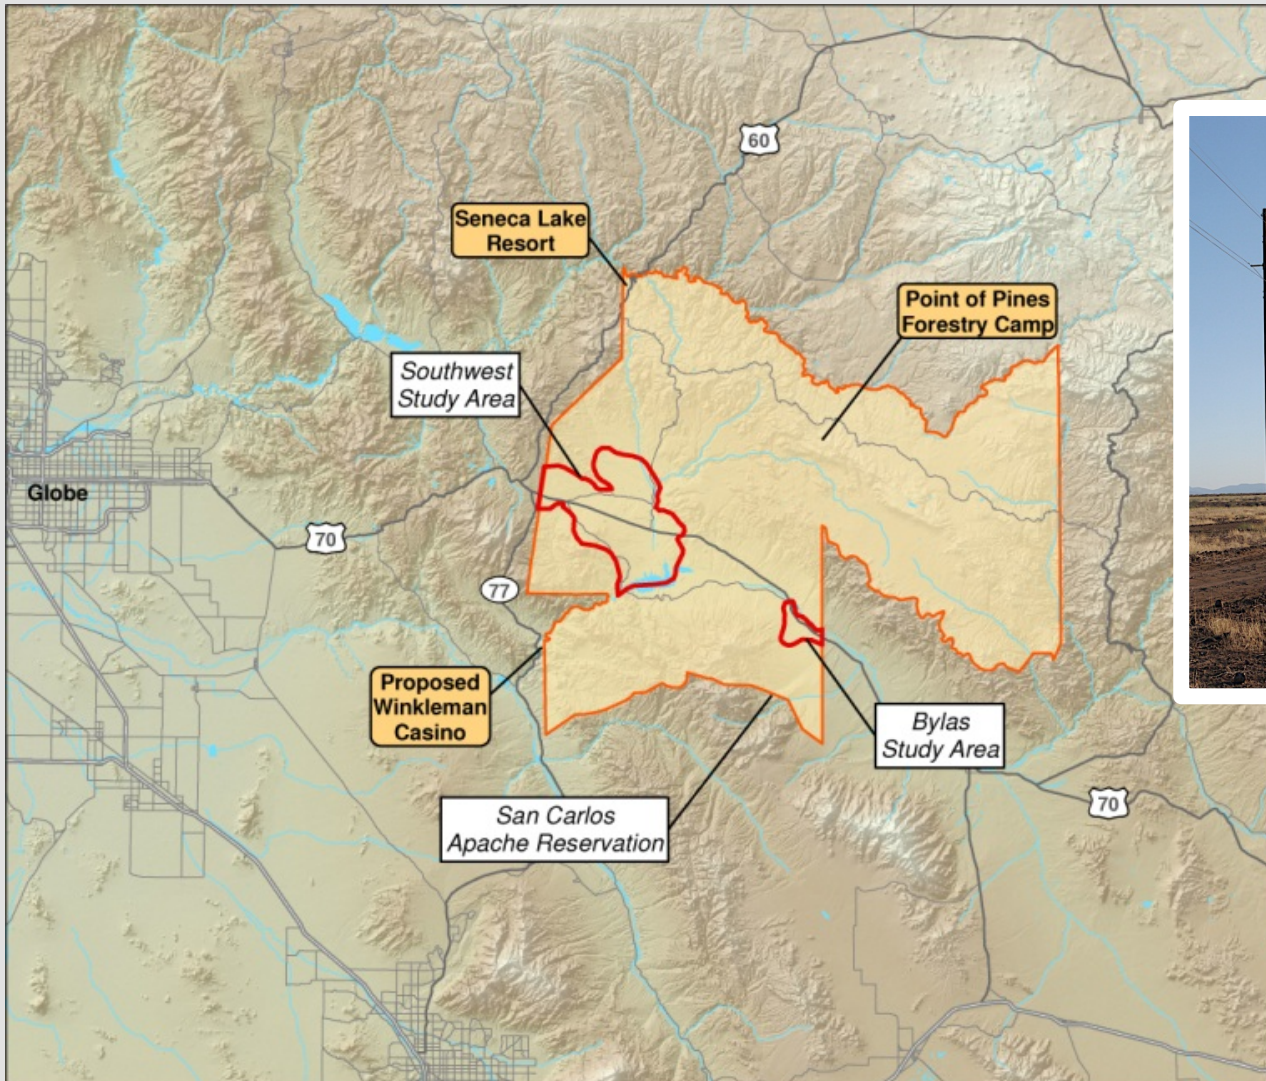 60
Seneca Lake
Resort
Point of Pines
Forestry Camp
Southwest
Study Area
Globe
70
77
Proposed
Winkleman
Casino
Bylas
Study Area
San Carlos
Apache Reservation
70